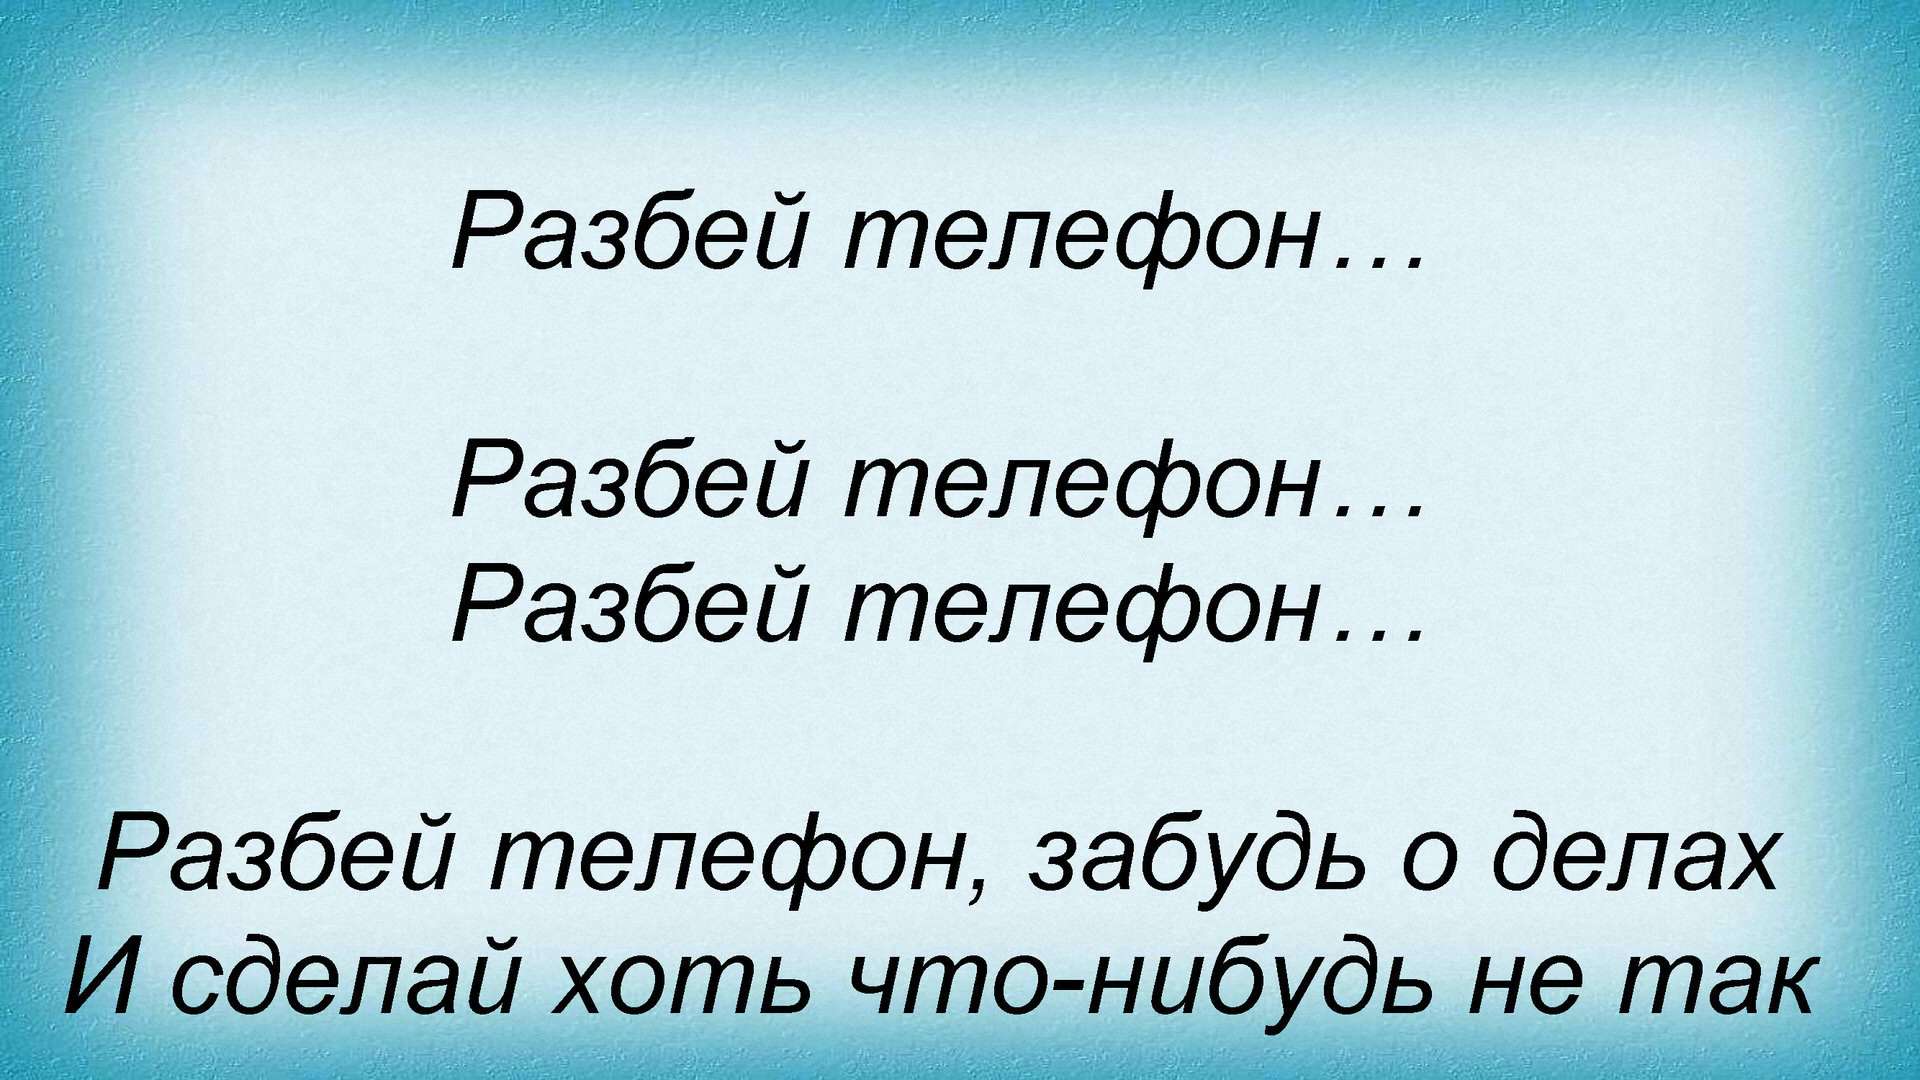 Разбей телефон…
Разбей телефон…
Разбей телефон…
Разбей телефон, забудь о делах
И сделай хоть что-нибудь не так